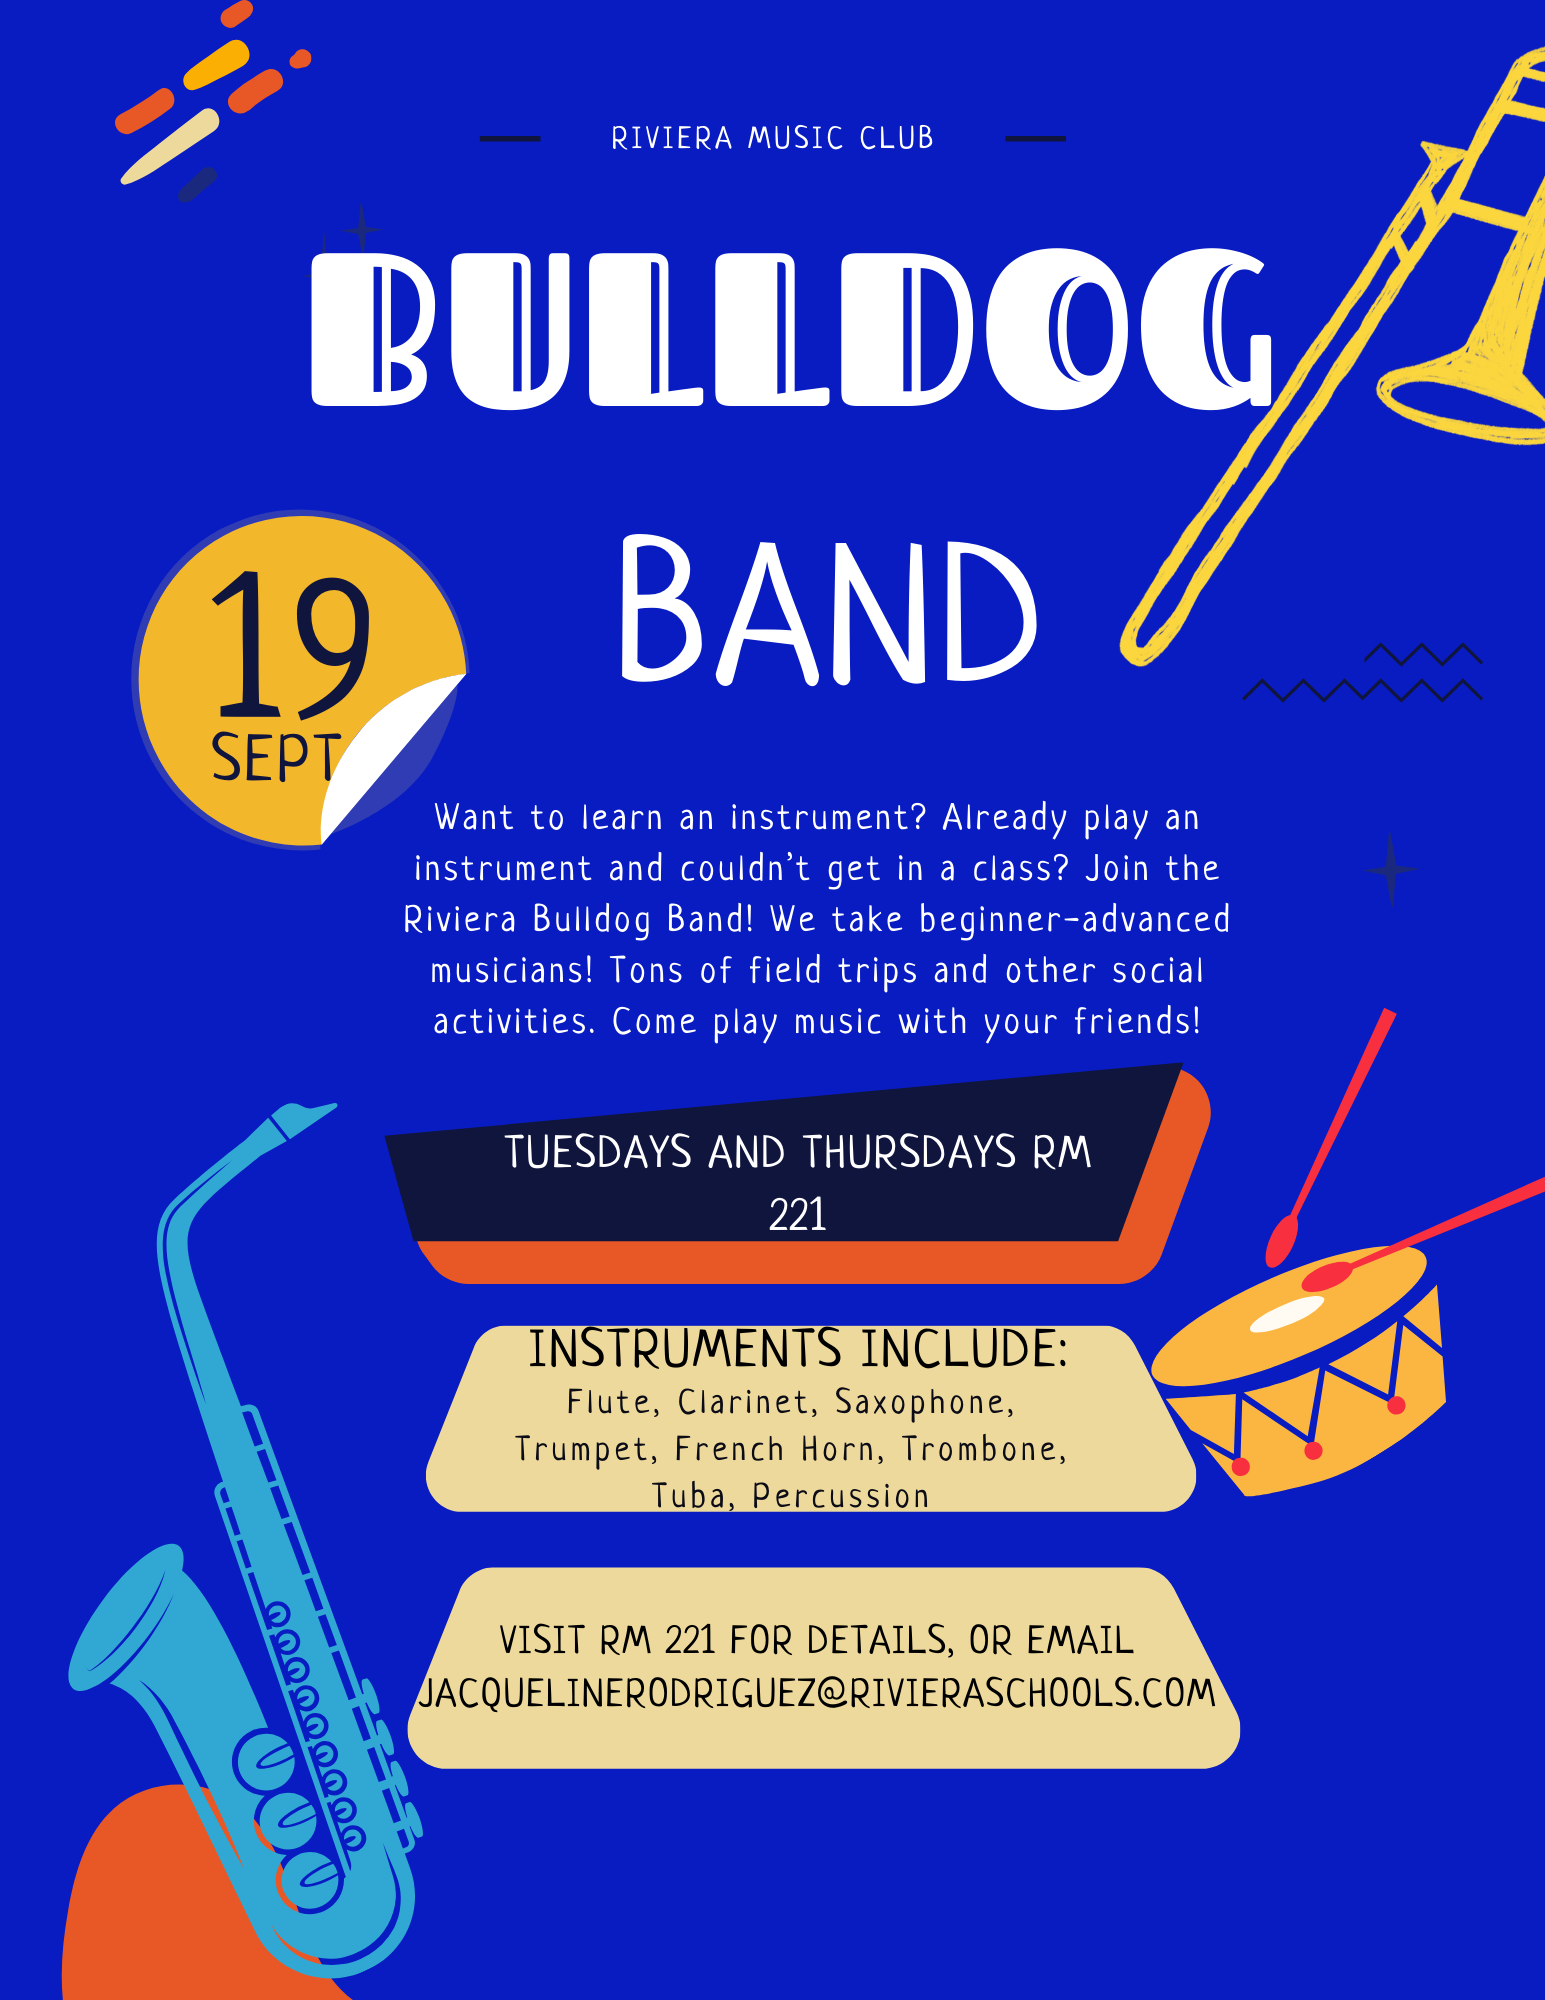 RIVIERA MUSIC CLUB
BULLDOG
BAND
19
SEPT
Want to learn an instrument? Already play an
instrument and couldn't get in a class? Join the
Riviera Bulldog Band! We take beginner-advanced
musicians! Tons of field trips and other social
activities. Come play music with your friends!
TUESDAYS AND THURSDAYS RM
221
INSTRUMENTS INCLUDE:
Flute, Clarinet, Saxophone,
Trumpet, French Horn, Trombone,
Tuba, Percussion
VISIT RM 221 FOR DETAILS, OR EMAIL
JACQUELINERODRIGUEZ@RIVIERASCHOOLS.COM